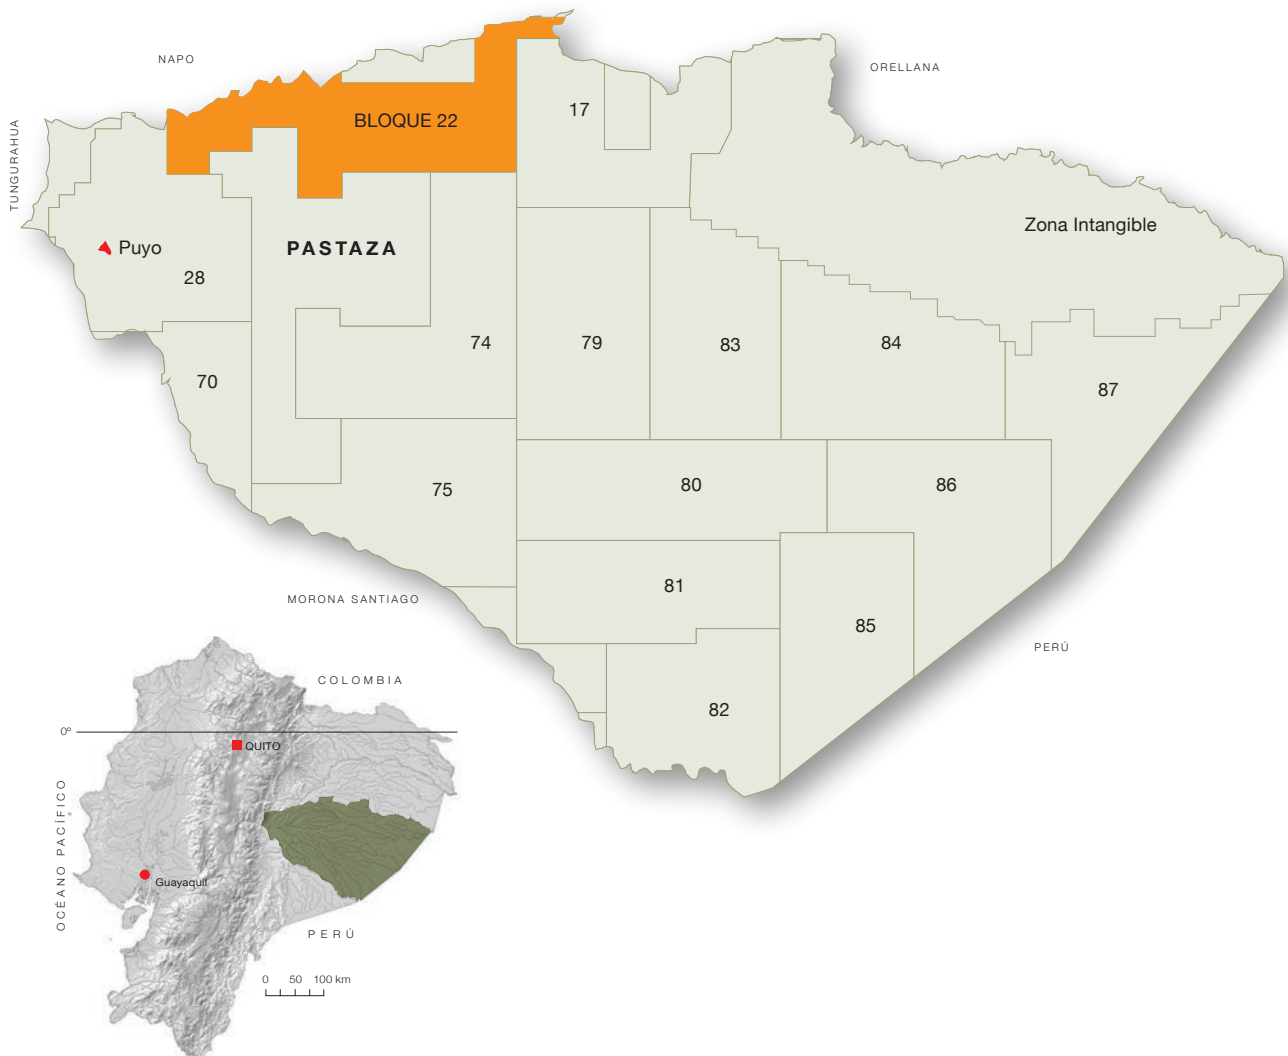 NAPO
ORELLANA
TUNGURAHUA
BLOQUE 22
17
Zona Intangible
Puyo
PASTAZA
28
74
79
83
84
70
87
75
80
86
81
85
MORONA SANTIAGO
PERÚ
82
COLOMBIA
0º
QUITO
OCÉANO PACÍFICO
Guayaquil
PERÚ
0 50 100 km